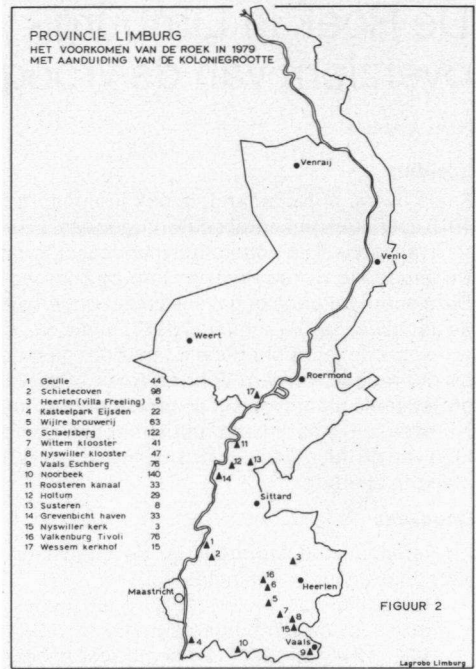 PROVINCIE LIMBURG
HET VOORKOMEN VAN DE ROEK IN 1979
MET AANDUIDING VAN DE KOLONIEGROOTTE
Venraij
Venlo
Weert
Roermond
17
1 Geulle 44
2 Schietecoven 98
3 Heerlen (Villa Freeling) 5
4 Kasteelpark Eijsden 22
5 Wijlre brouwerij 63
6 Schaelsberg 122
7 Wittem klooster 41
8 Nyswiller klooster 47
9 Vaals Eschberg 76
10 Noorbeek 140
11 Roosteren kanaal 33
12 Holtum 29
13 Susteren 8
14 Grevenbicht haven 33
15 Nyswiller kerk 3
16 Valkenburg Tivoli 76
17 Wessem kerkhof 15
11
12 13
14
Sittard
1
2
3
16
6
Heerlen
Maastricht
5
7
8
15
FIGUUR 2
4
10
Vaals
9
Lagrobo Limburg